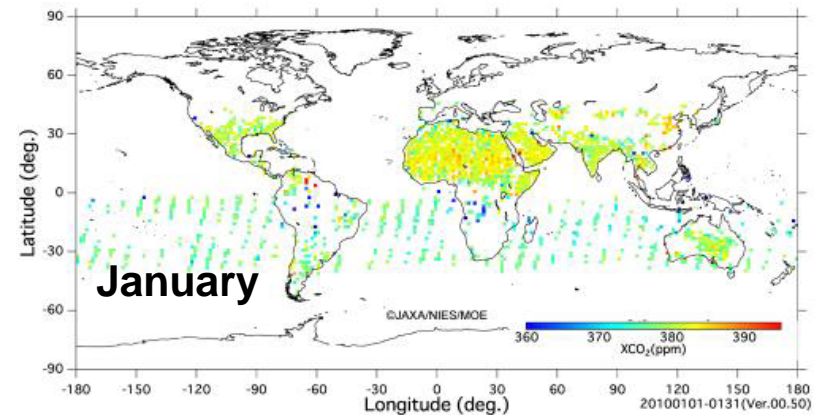 90
60
30
0
-30
-60
-90
Latitude (deg.)
January
©JAXA/NIES/MOE
360 370 380 390
XCO₂(ppm)
-180 -150 -120 -90 -60 -30 0 30 60 90 120 150 180
Longitude (deg.)
20100101-0131(Ver.00.50)